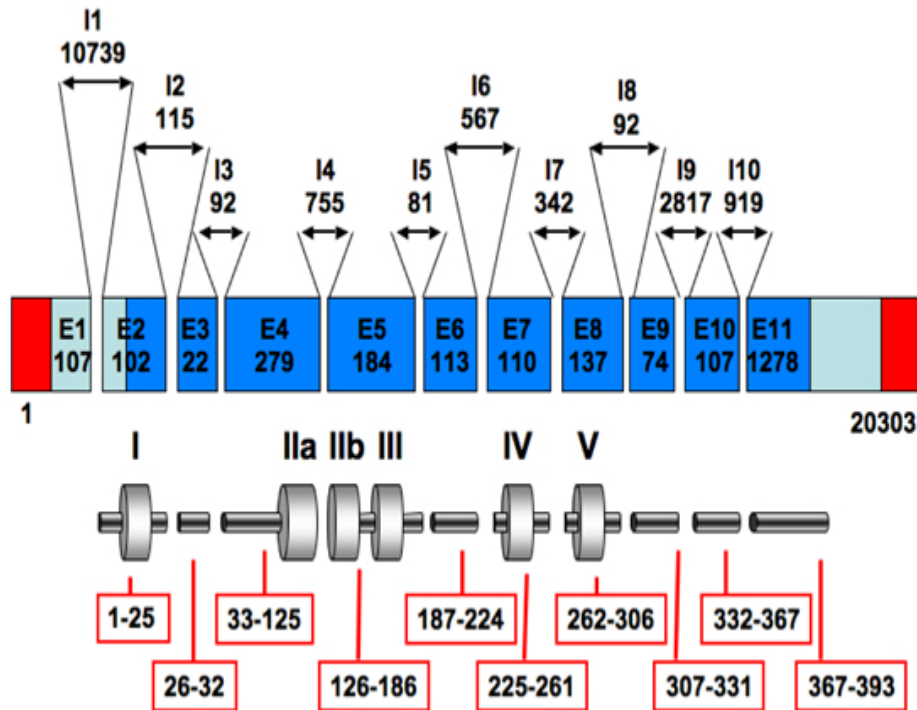 I1
10739
I2
115
I3
92
I4
755
I5
81
I6
567
I7
342
I8
92
I9
2817
I10
919
E1
107
E2
102
E3
22
E4
279
E5
184
E6
113
E7
110
E8
137
E9
74
E10
107
E11
1278
1
20303
I
IIa
IIb
III
IV
V
1-25
33-125
187-224
262-306
332-367
26-32
126-186
225-261
307-331
367-393